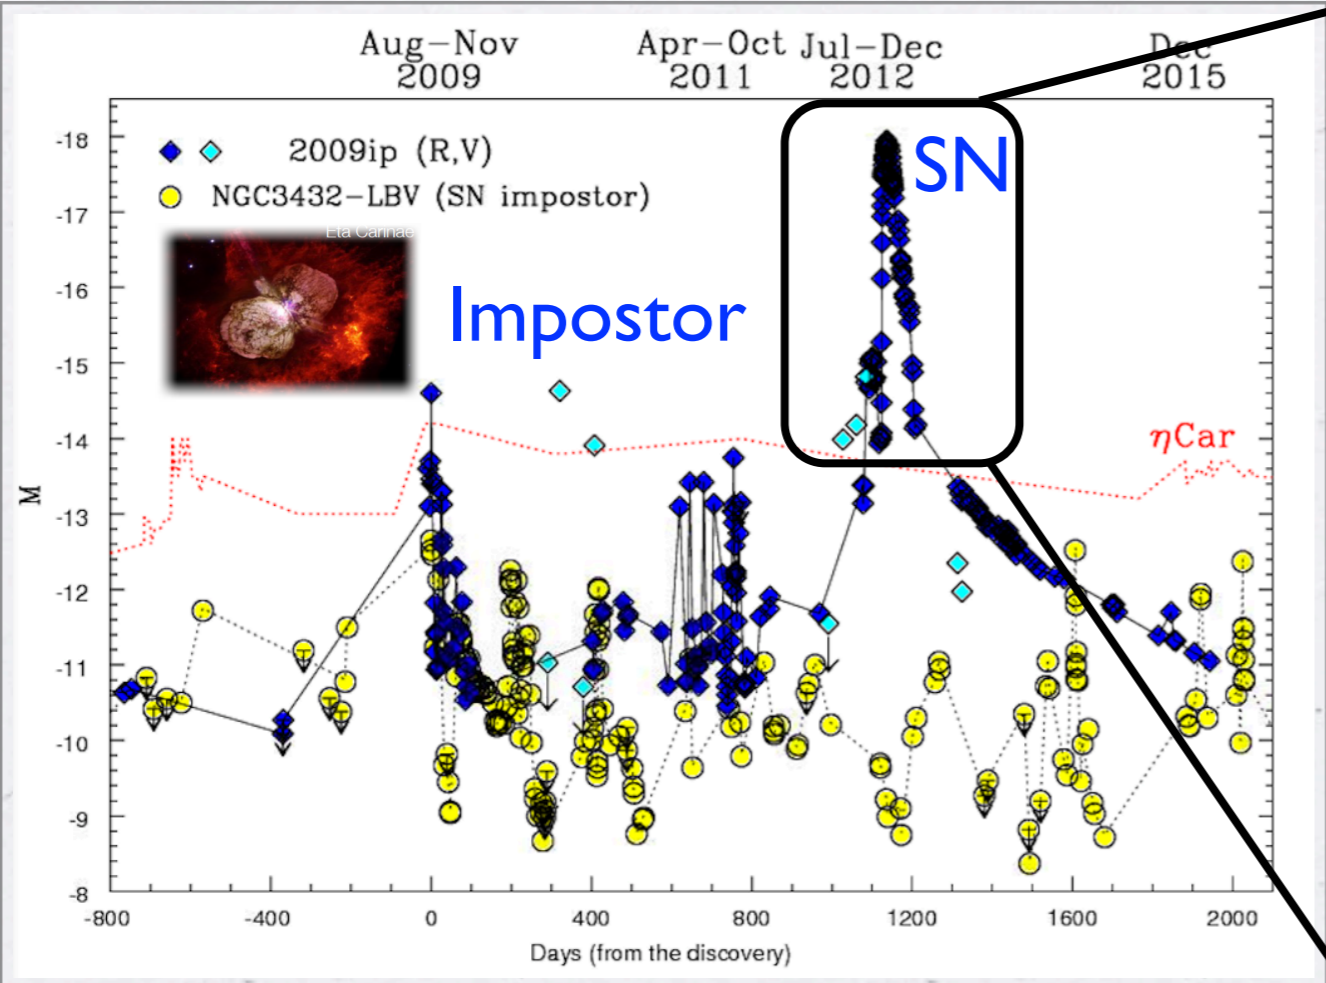 Aug-Nov
2009
Apr-Oct
2011
Jul-Dec
2012
Dec
2015
-18
-17
-16
-15
-14
-13
-12
-11
-10
-9
-8
M
2009ip (R,V)
NGC3432-LBV (SN impostor)
Eta Carinae
Impostor
SN
ηCar
-800
-400
0
400
800
1200
1600
2000
Days (from the discovery)